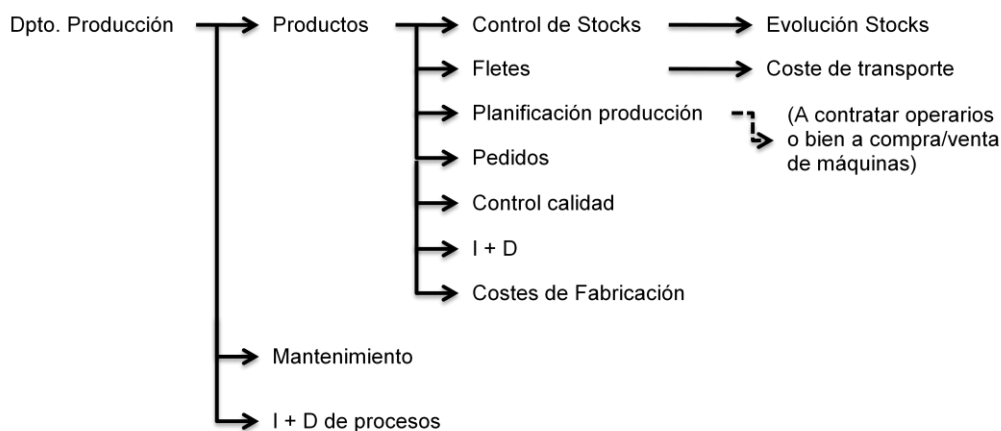 Dpto. Producción
Productos
Control de Stocks
Evolución Stocks
Fletes
Coste de transporte
Planificación producción
(A contratar operarios
o bien a compra/venta
de máquinas)
Pedidos
Control calidad
I + D
Costes de Fabricación
Mantenimiento
I + D de procesos